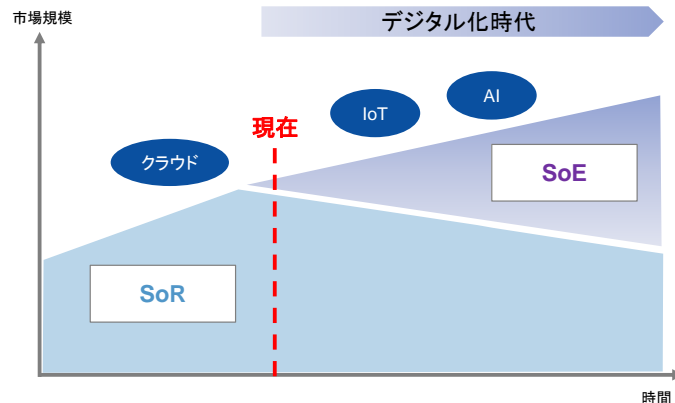 市場規模
デジタル化時代
AI
IoT
現在
クラウド
SoE
SoR
時間